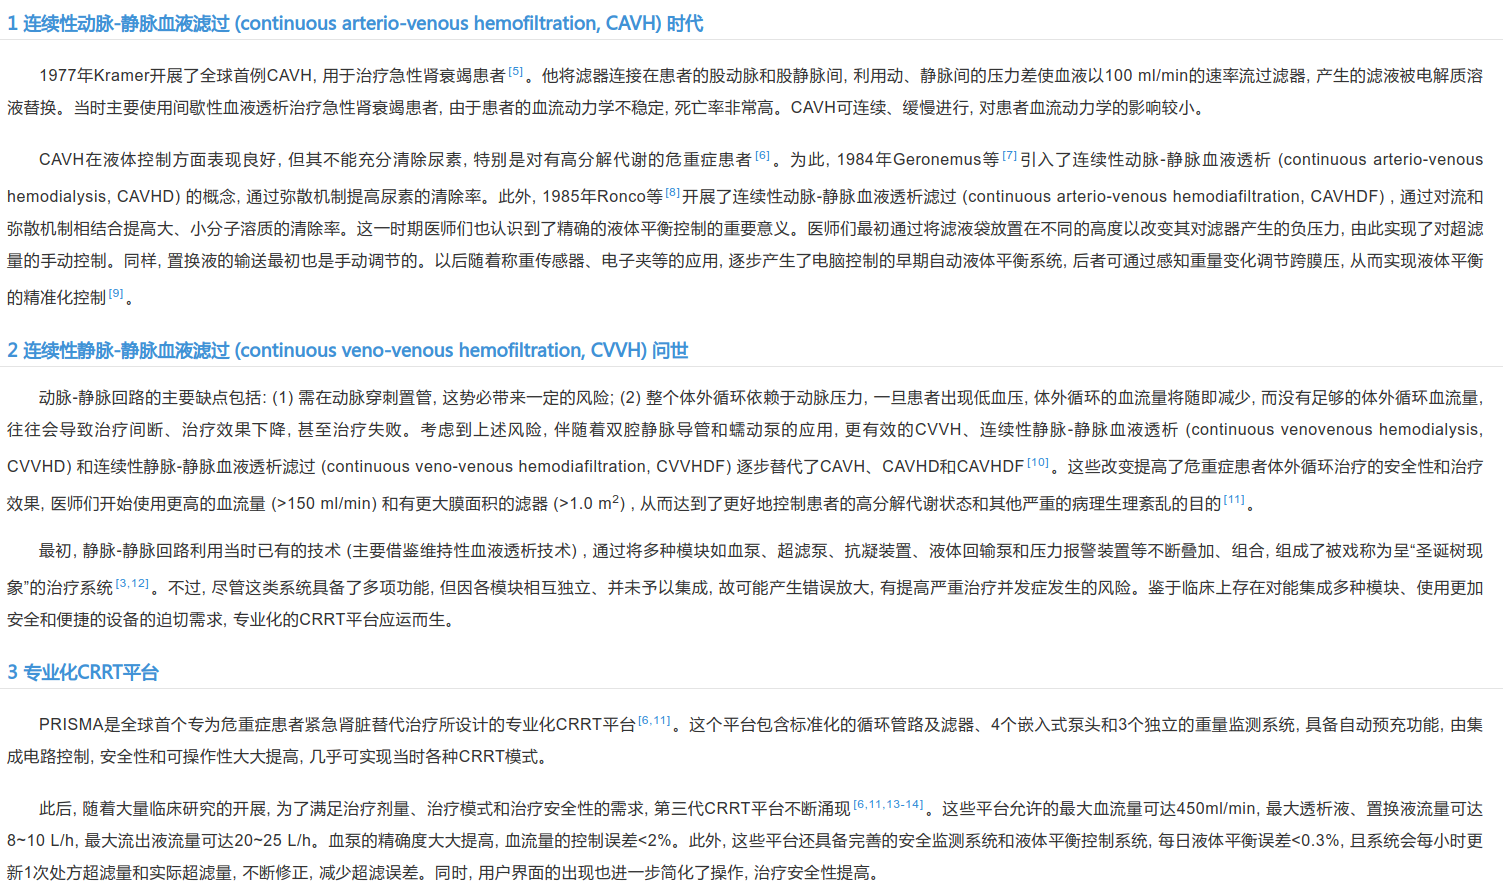 1 连续性动脉-静脉血液滤过 (continuous arterio-venous hemofiltration, CAVH) 时代
1977年Kramer开展了全球首例CAVH, 用于治疗急性肾衰竭患者[5]。他将滤器连接在患者的股动脉和股静脉间, 利用动、静脉间的压力差使血液以100 ml/min的速率流过滤器, 产生的滤液被电解质溶
液替换。当时主要使用间歇性血液透析治疗急性肾衰竭患者, 由于患者的血流动力学不稳定, 死亡率非常高。CAVH可连续、缓慢进行, 对患者血流动力学的影响较小。
CAVH在液体控制方面表现良好, 但其不能充分清除尿素, 特别是对有高分解代谢的危重症患者[6]。为此, 1984年Geronemus等[7]引入了连续性动脉-静脉血液透析 (continuous arterio-venous
hemodialysis, CAVHD) 的概念, 通过弥散机制提高尿素的清除率。此外, 1985年Ronco等[8]开展了连续性动脉-静脉血液透析滤过 (continuous arterio-venous hemodiafiltration, CAVHDF) , 通过对流和
弥散机制相结合提高大、小分子溶质的清除率。这一时期医师们也认识到了精确的液体平衡控制的重要意义。医师们最初通过将滤液袋放置在不同的高度以改变其对滤器产生的负压力, 由此实现了对超滤
量的手动控制。同样, 置换液的输送最初也是手动调节的。以后随着称重传感器、电子夹等的应用, 逐步产生了电脑控制的早期自动液体平衡系统, 后者可通过感知重量变化调节跨膜压, 从而实现液体平衡
的精准化控制[9]。
2 连续性静脉-静脉血液滤过 (continuous veno-venous hemofiltration, CVVH) 问世
动脉-静脉回路的主要缺点包括: (1) 需在动脉穿刺置管, 这势必带来一定的风险; (2) 整个体外循环依赖于动脉压力, 一旦患者出现低血压, 体外循环的血流量将随即减少, 而没有足够的体外循环血流量,
往往会导致治疗间断、治疗效果下降, 甚至治疗失败。考虑到上述风险, 伴随着双腔静脉导管和蠕动泵的应用, 更有效的CVVH、连续性静脉-静脉血液透析 (continuous venovenous hemodialysis,
CVVHD) 和连续性静脉-静脉血液透析滤过 (continuous veno-venous hemodiafiltration, CVVHDF) 逐步替代了CAVH、CAVHD和CAVHDF[10]。这些改变提高了危重症患者体外循环治疗的安全性和治疗
效果, 医师们开始使用更高的血流量 (>150 ml/min) 和有更大膜面积的滤器 (>1.0 m2) , 从而达到了更好地控制患者的高分解代谢状态和其他严重的病理生理紊乱的目的[11]。
最初, 静脉-静脉回路利用当时已有的技术 (主要借鉴维持性血液透析技术) , 通过将多种模块如血泵、超滤泵、抗凝装置、液体回输泵和压力报警装置等不断叠加、组合, 组成了被戏称为呈“圣诞树现
象”的治疗系统[3,12]。不过, 尽管这类系统具备了多项功能, 但因各模块相互独立、并未予以集成, 故可能产生错误放大, 有提高严重治疗并发症发生的风险。鉴于临床上存在对能集成多种模块、使用更加
安全和便捷的设备的迫切需求, 专业化的CRRT平台应运而生。
3 专业化CRRT平台
PRISMA是全球首个专为危重症患者紧急肾脏替代治疗所设计的专业化CRRT平台[6,11]。这个平台包含标准化的循环管路及滤器、4个嵌入式泵头和3个独立的重量监测系统, 具备自动预充功能, 由集
成电路控制, 安全性和可操作性大大提高, 几乎可实现当时各种CRRT模式。
此后, 随着大量临床研究的开展, 为了满足治疗剂量、治疗模式和治疗安全性的需求, 第三代CRRT平台不断涌现[6,11,13-14]。这些平台允许的最大血流量可达450ml/min, 最大透析液、置换液流量可达
8~10 L/h, 最大流出液流量可达20~25 L/h。血泵的精确度大大提高, 血流量的控制误差<2%。此外, 这些平台还具备完善的安全监测系统和液体平衡控制系统, 每日液体平衡误差<0.3%, 且系统会每小时更
新1次处方超滤量和实际超滤量, 不断修正, 减少超滤误差。同时, 用户界面的出现也进一步简化了操作, 治疗安全性提高。